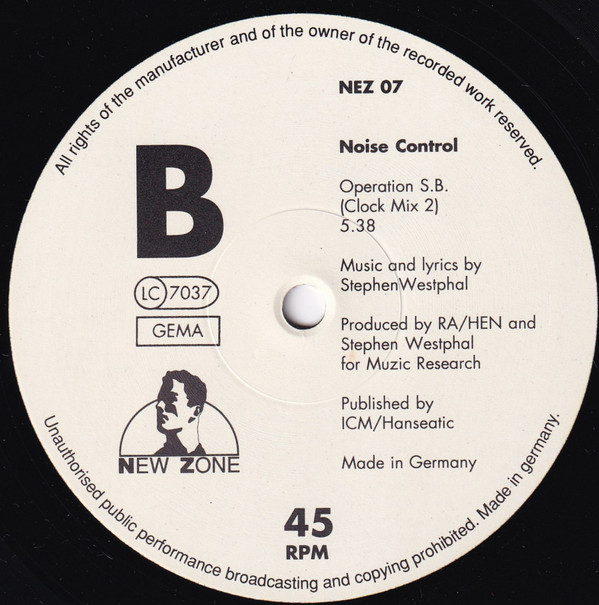 All rights of the manufacturer and of the owner of the recorded work reserved.
NEZ 07
B
Noise Control
Operation S.B.
(Clock Mix 2)
5.38
LC 7037
GEMA
Music and lyrics by
StephenWestphal
Produced by RA/HEN and
Stephen Westphal
for Muzic Research
Published by
ICM/Hanseatic
NEW ZONE
Made in Germany
45
RPM
Unauthorised public performance broadcasting and copying prohibited. Made in germany.